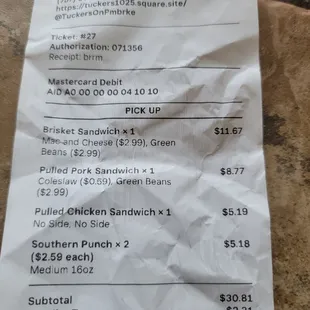 https://tuckers1025.square.site/
@TuckersOnPmbrke
Ticket: #27
Authorization: 071356
Receipt: brrm
Mastercard Debit
AID A0 00 00 00 04 10 10
PICK UP
Brisket Sandwich × 1 $11.67
Mac and Cheese ($2.99), Green
Beans ($2.99)
Pulled Pork Sandwich × 1 $8.77
Coleslaw ($0.59), Green Beans
($2.99)
Pulled Chicken Sandwich × 1 $5.19
No Side, No Side
Southern Punch × 2 $5.18
($2.59 each)
Medium 16oz
Subtotal $30.81